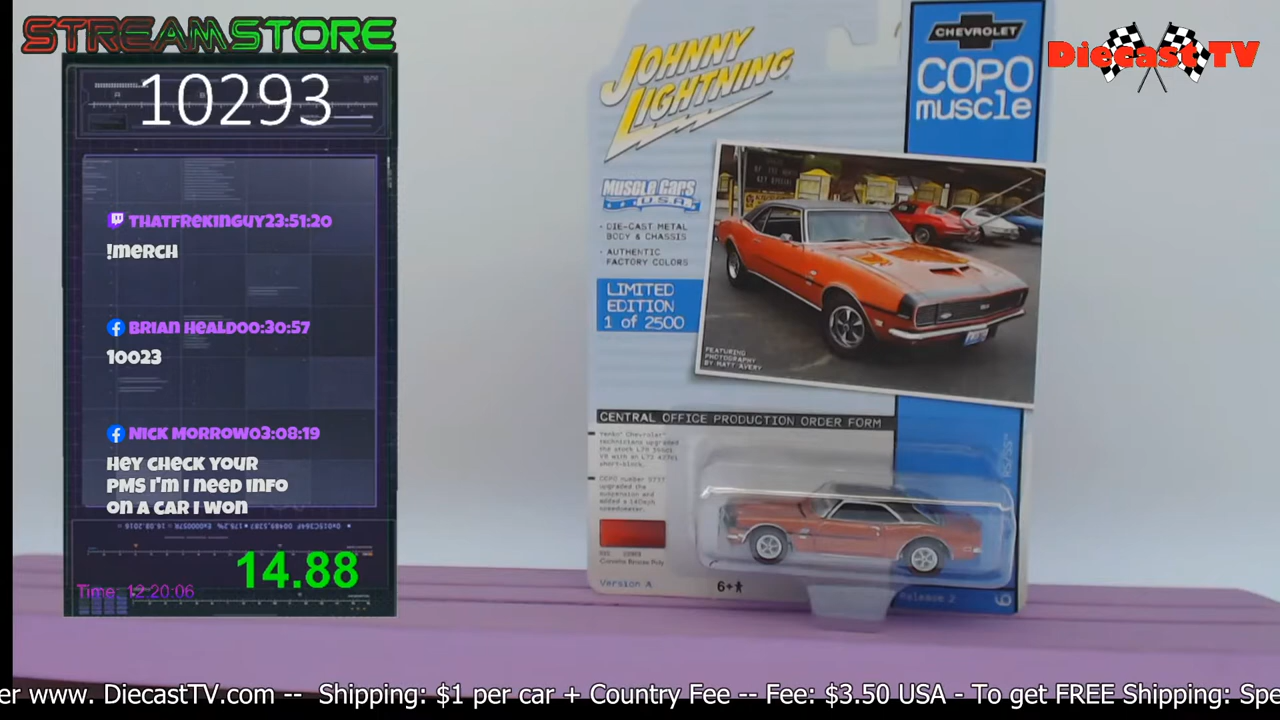 STREAMSTORE
10293
THATFREKINGUY23:51:20
!MERCH
BRIAN HEALD00:30:57
10023
NICK MORROW03:08:19
HEY CHECK YOUR
PMS I'M I NEED INFO
ON A CAR I WON
14.88
Time: 12:20:06
JOHNNY
LIGHTNING
CHEVROLET
COPO
muscle
Diecast TV
Muscle Cars
U.S.A.
· DIE-CAST METAL
BODY & CHASSIS
· AUTHENTIC
FACTORY COLORS
LIMITED
EDITION
1 of 2500
FEATURING
PHOTOGRAPHY
BY MATT AVERY
CENTRAL OFFICE PRODUCTION ORDER FORM
Version A
6+
Release 2
6
er www. DiecastTV.com -- Shipping: $1 per car + Country Fee -- Fee: $3.50 USA - To get FREE Shipping: Spe